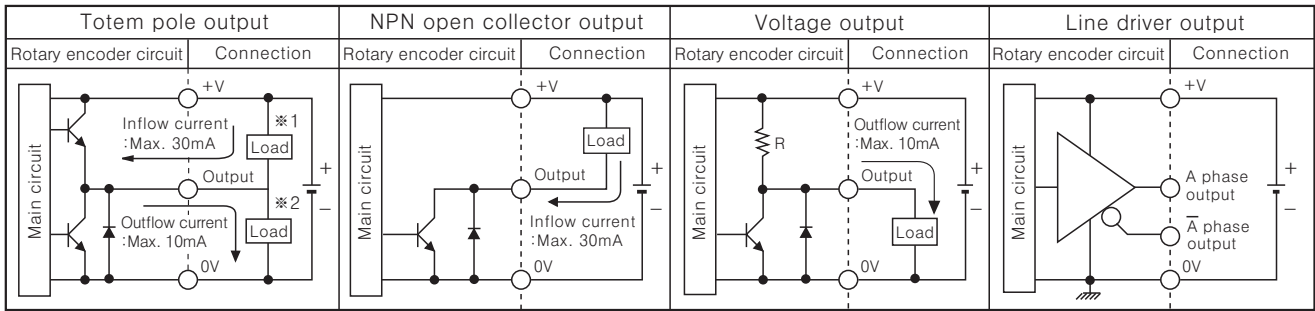 Totem pole output
Rotary encoder circuit
Connection
Main circuit
+V
Inflow current
:Max. 30mA
※1
Load
Output
※2
Outflow current
:Max. 10mA
Load
0V
+
−
NPN open collector output
Rotary encoder circuit
Connection
Main circuit
+V
Load
Output
Inflow current
:Max. 30mA
0V
+
−
Voltage output
Rotary encoder circuit
Connection
Main circuit
+V
R
Outflow current
:Max. 10mA
Output
Load
0V
+
−
Line driver output
Rotary encoder circuit
Connection
Main circuit
+V
A phase
output
A̅ phase
output
0V
+
−